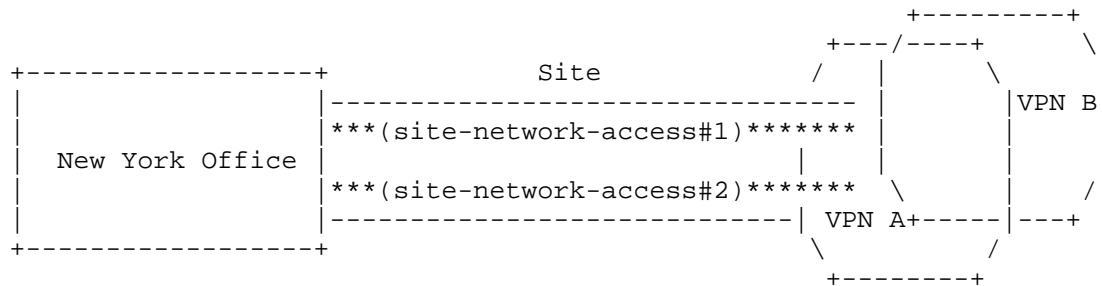 +---------+
                                                     +---/----+      \
+------------------+             Site               /   |      \
|                  |--------------------------------- |       |VPN B
|                  |***(site-network-access#1)******* |       |
|  New York Office |                              |   |       |
|                  |***(site-network-access#2)*******  \      |    /
|                  |-----------------------------| VPN A+-----|---+
+------------------+                              \          /
                                                   +--------+